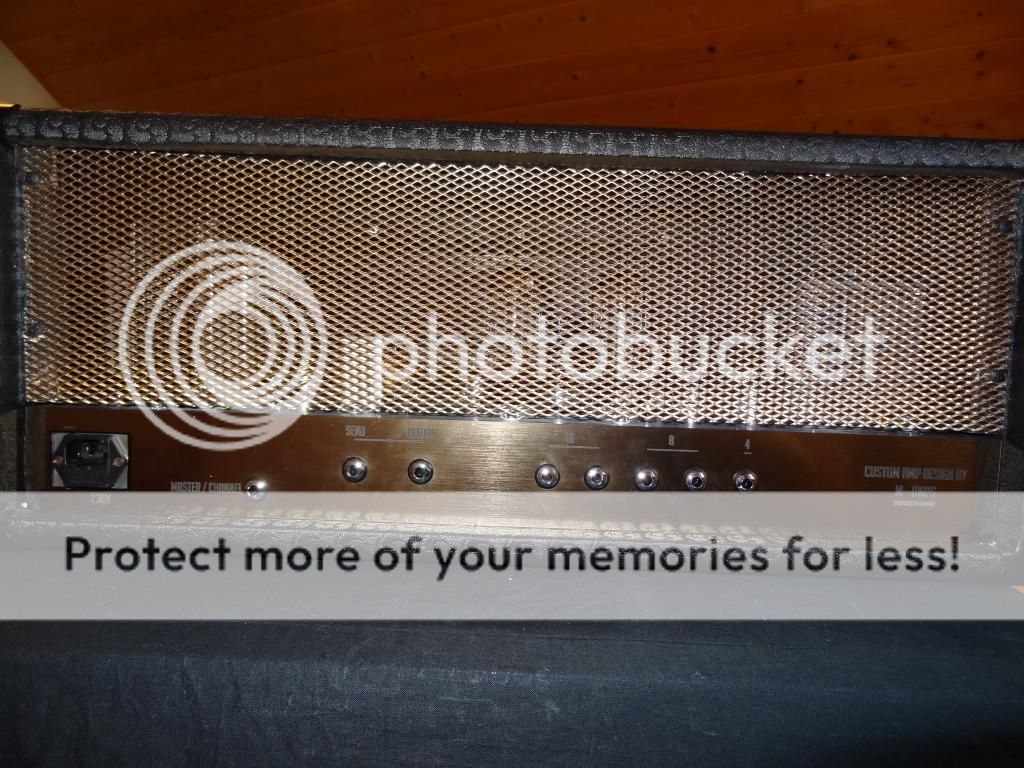 photobucket
SEND RETURN
16 8 4
CUSTOM AMP DESIGN BY
MASTER / CHANNEL
230V
Protect more of your memories for less!